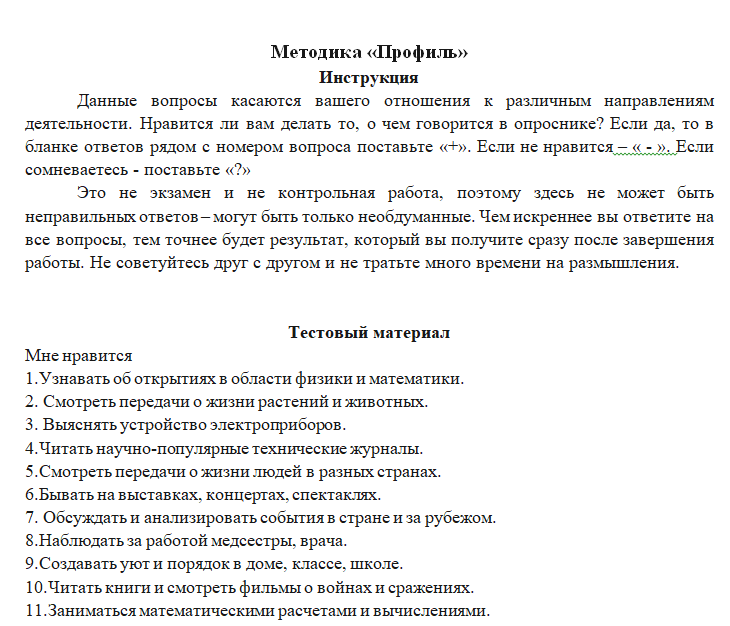 Методика «Профиль»
Инструкция
Данные вопросы касаются вашего отношения к различным направлениям
деятельности. Нравится ли вам делать то, о чем говорится в опроснике? Если да, то в
бланке ответов рядом с номером вопроса поставьте «+». Если не нравится – « - ». Если
сомневаетесь - поставьте «?»
Это не экзамен и не контрольная работа, поэтому здесь не может быть
неправильных ответов – могут быть только необдуманные. Чем искреннее вы ответите на
все вопросы, тем точнее будет результат, который вы получите сразу после завершения
работы. Не советуйтесь друг с другом и не тратьте много времени на размышления.
Тестовый материал
Мне нравится
1.Узнавать об открытиях в области физики и математики.
2. Смотреть передачи о жизни растений и животных.
3. Выяснять устройство электроприборов.
4.Читать научно-популярные технические журналы.
5.Смотреть передачи о жизни людей в разных странах.
6.Бывать на выставках, концертах, спектаклях.
7. Обсуждать и анализировать события в стране и за рубежом.
8.Наблюдать за работой медсестры, врача.
9.Создавать уют и порядок в доме, классе, школе.
10.Читать книги и смотреть фильмы о войнах и сражениях.
11.Заниматься математическими расчетами и вычислениями.